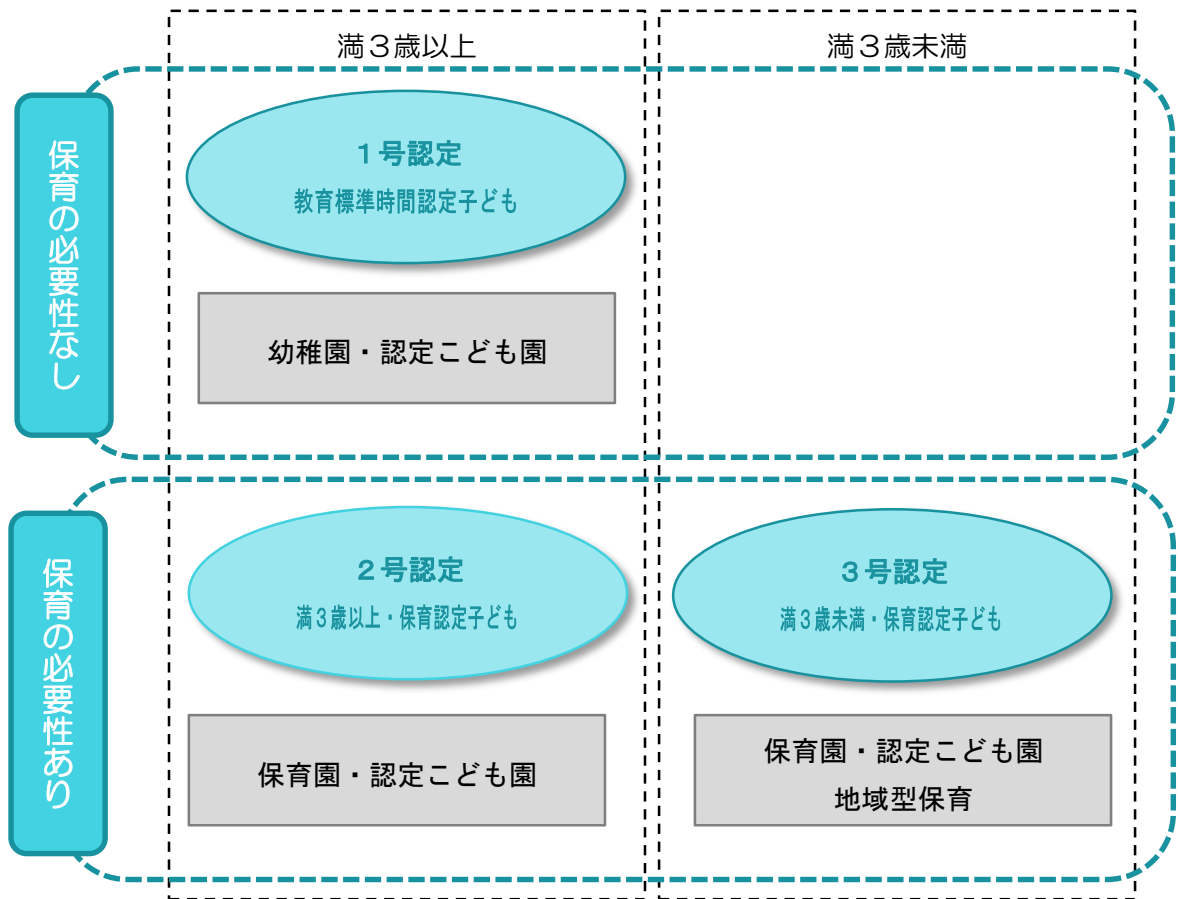 満３歳以上
満３歳未満
保育の必要性なし
１号認定
教育標準時間認定子ども
幼稚園・認定こども園
保育の必要性あり
２号認定
満３歳以上・保育認定子ども
保育園・認定こども園
３号認定
満３歳未満・保育認定子ども
保育園・認定こども園
地域型保育